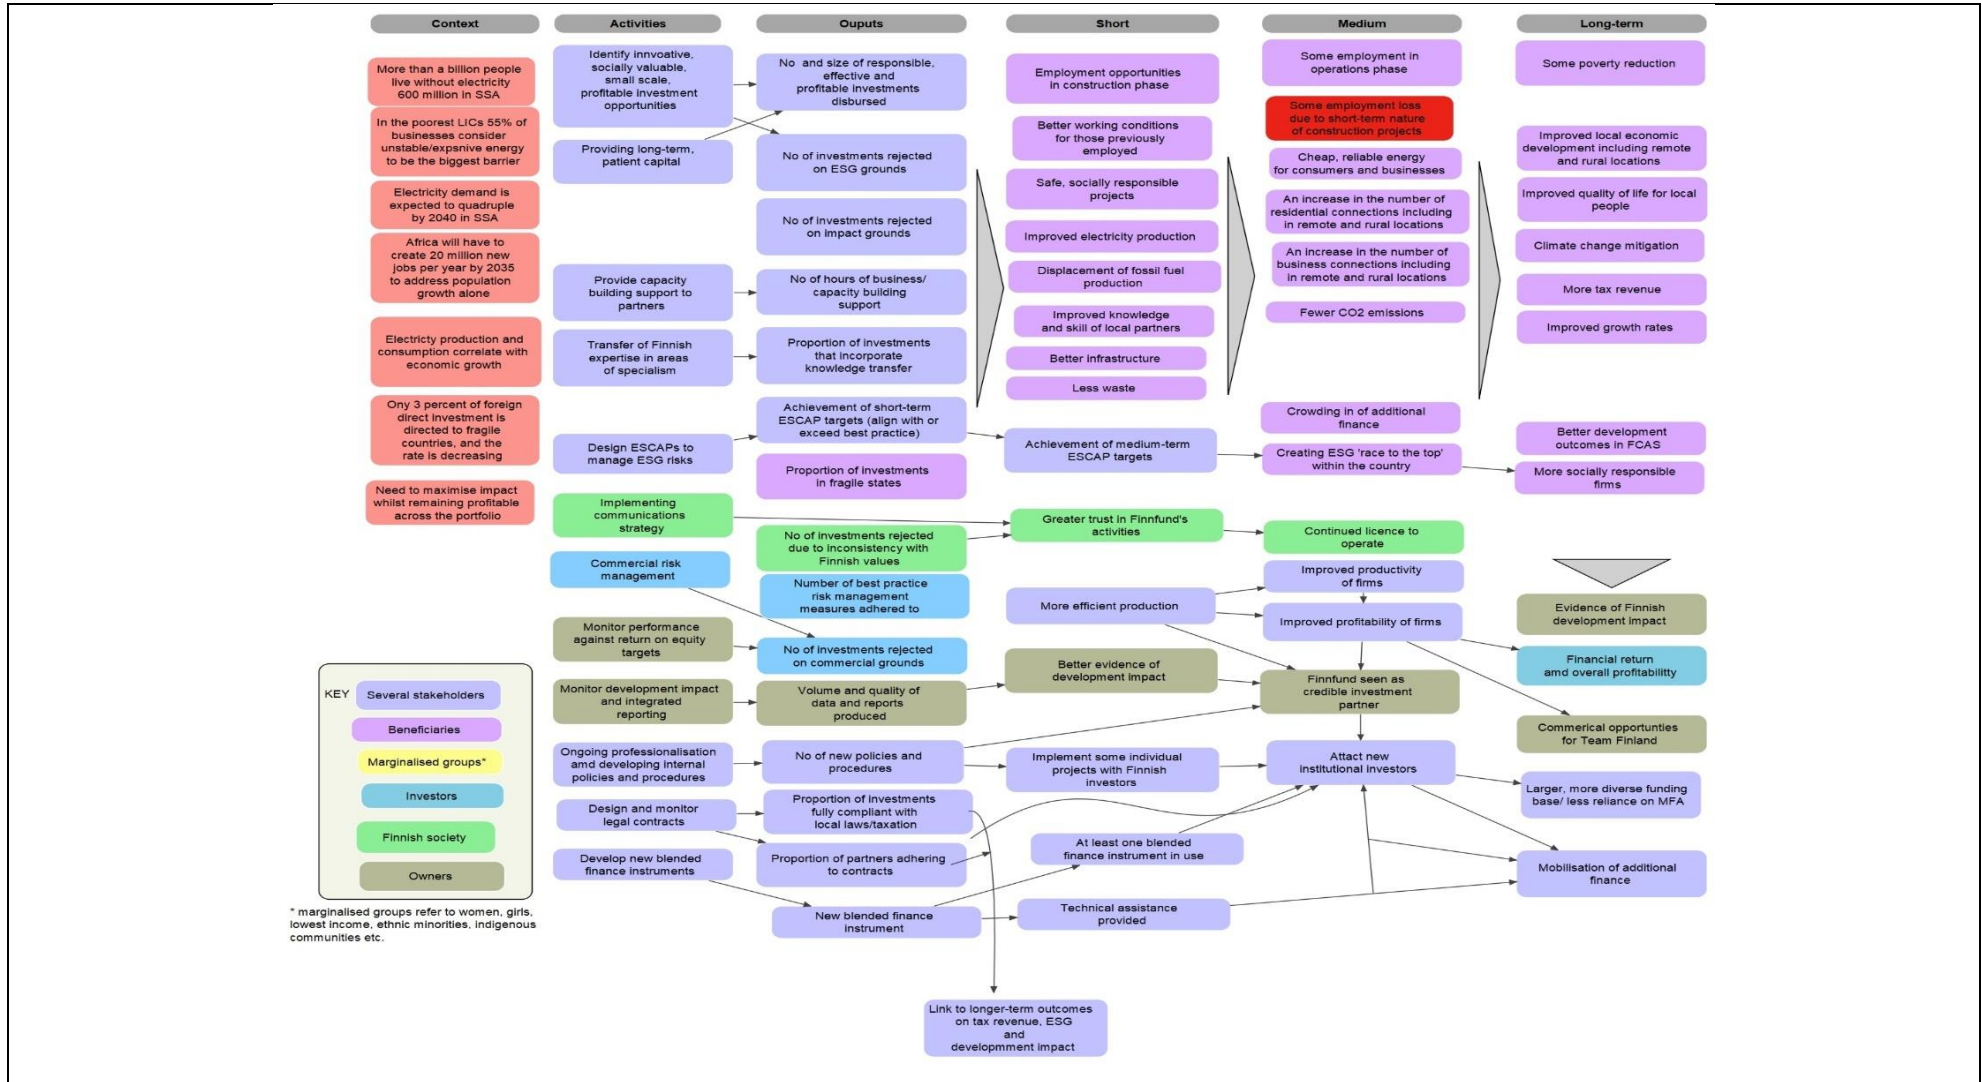 Context
Activities
Ouputs
Short
Medium
Long-term
More than a billion people
live without electricity
600 million in SSA
In the poorest LICs 55% of
businesses consider
unstable/expsnive energy
to be the biggest barrier
Electricity demand is
expected to quadruple
by 2040 in SSA
Africa will have to
create 20 million new
jobs per year by 2035
to address population
growth alone
Electricty production and
consumption correlate with
economic growth
Ony 3 percent of foreign
direct investment is
directed to fragile
countries, and the
rate is decreasing
Need to maximise impact
whilst remaining profitable
across the portfolio
Identify innvoative,
socially valuable,
small scale,
profitable investment
opportunities
Providing long-term,
patient capital
Provide capacity
building support to
partners
Transfer of Finnish
expertise in areas
of specialism
Design ESCAPs to
manage ESG risks
Implementing
communications
strategy
Commercial risk
management
Monitor performance
against return on equity
targets
Monitor development impact
and integrated
reporting
Ongoing professionalisation
amd developing internal
policies and procedures
Design and monitor
legal contracts
Develop new blended
finance instruments
No  and size of responsible,
effective and
profitable investments
disbursed
No of investments rejected
on ESG grounds
No of investments rejected
on impact grounds
No of hours of business/
capacity building
support
Proportion of investments
that incorporate
knowledge transfer
Achievement of short-term
ESCAP targets (align with or
exceed best practice)
Proportion of investments
in fragile states
No of investments rejected
due to inconsistency with
Finnish values
Number of best practice
risk management
measures adhered to
No of investments rejected
on commercial grounds
Volume and quality of
data and reports
produced
No of new policies and
procedures
Proportion of investments
fully compliant with
local laws/taxation
Proportion of partners adhering
to contracts
New blended finance
instrument
Link to longer-term outcomes
on tax revenue, ESG
and
developmment impact
Employment opportunities
in construction phase
Better working conditions
for those previously
employed
Safe, socially responsible
projects
Improved electricity production
Displacement of fossil fuel
production
Improved knowledge
and skill of local partners
Better infrastructure
Less waste
Achievement of medium-term
ESCAP targets
Greater trust in Finnfund's
activities
More efficient production
Better evidence of
development impact
Implement some individual
projects with Finnish
investors
At least one blended
finance instrument in use
Technical assistance
provided
Some employment in
operations phase
Some employment loss
due to short-term nature
of construction projects
Cheap, reliable energy
for consumers and businesses
An increase in the number of
residential connections including
in remote and rural locations
An increase in the number of
business connections including
in remote and rural locations
Fewer CO2 emissions
Crowding in of additional
finance
Creating ESG 'race to the top'
within the country
Continued licence to
operate
Improved productivity
of firms
Improved profitability of firms
Finnfund seen as
credible investment
partner
Attact new
institutional investors
Some poverty reduction
Improved local economic
development including remote
and rural locations
Improved quality of life for local
people
Climate change mitigation
More tax revenue
Improved growth rates
Better development
outcomes in FCAS
More socially responsible
firms
Evidence of Finnish
development impact
Financial return
amd overall profitabilitty
Commerical opportunties
for Team Finland
Larger, more diverse funding
base/ less reliance on MFA
Mobilisation of additional
finance
KEY
Several stakeholders
Beneficiaries
Marginalised groups*
Investors
Finnish society
Owners
* marginalised groups refer to women, girls,
lowest income, ethnic minorities, indigenous
communities etc.